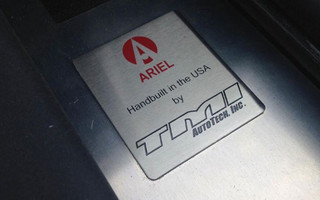 ARIEL
Handbuilt in the USA
by
TMI
AUTOTECH, INC.